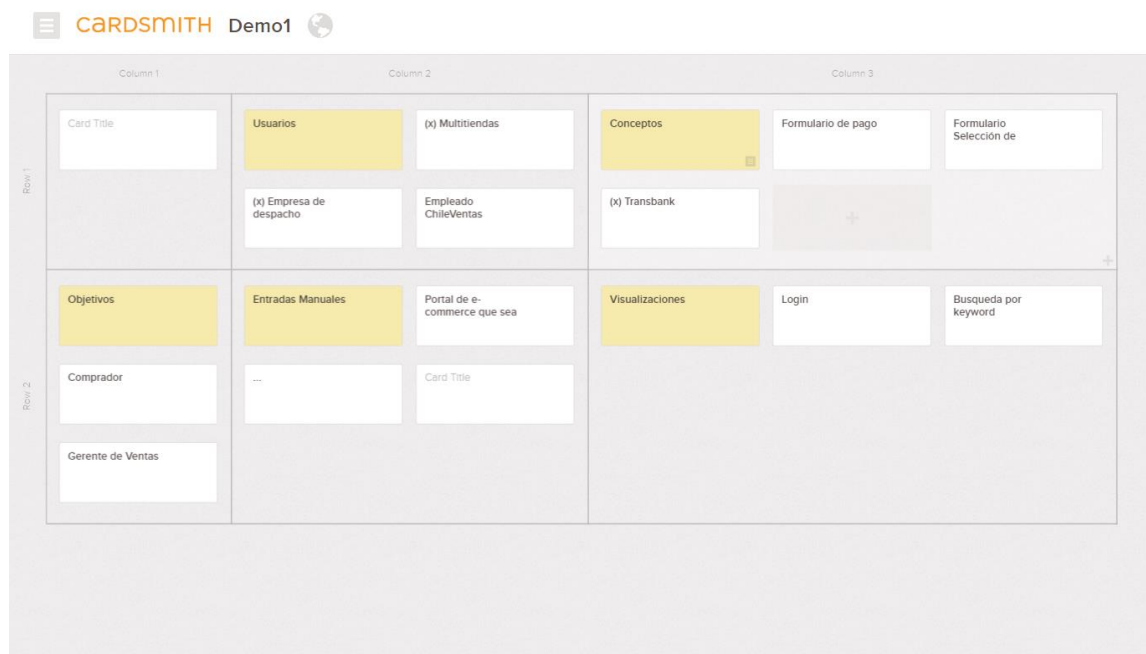 CARDSMITH Demo1
Column 1
Column 2
Column 3
Row 1
Card Title
Usuarios
(x) Multitiendas
Conceptos
Formulario de pago
Formulario
Selección de
(x) Empresa de
despacho
Empleado
ChileVentas
(x) Transbank
Row 2
Objetivos
Entradas Manuales
Portal de e-
commerce que sea
Visualizaciones
Login
Busqueda por
keyword
Comprador
...
Card Title
Gerente de Ventas